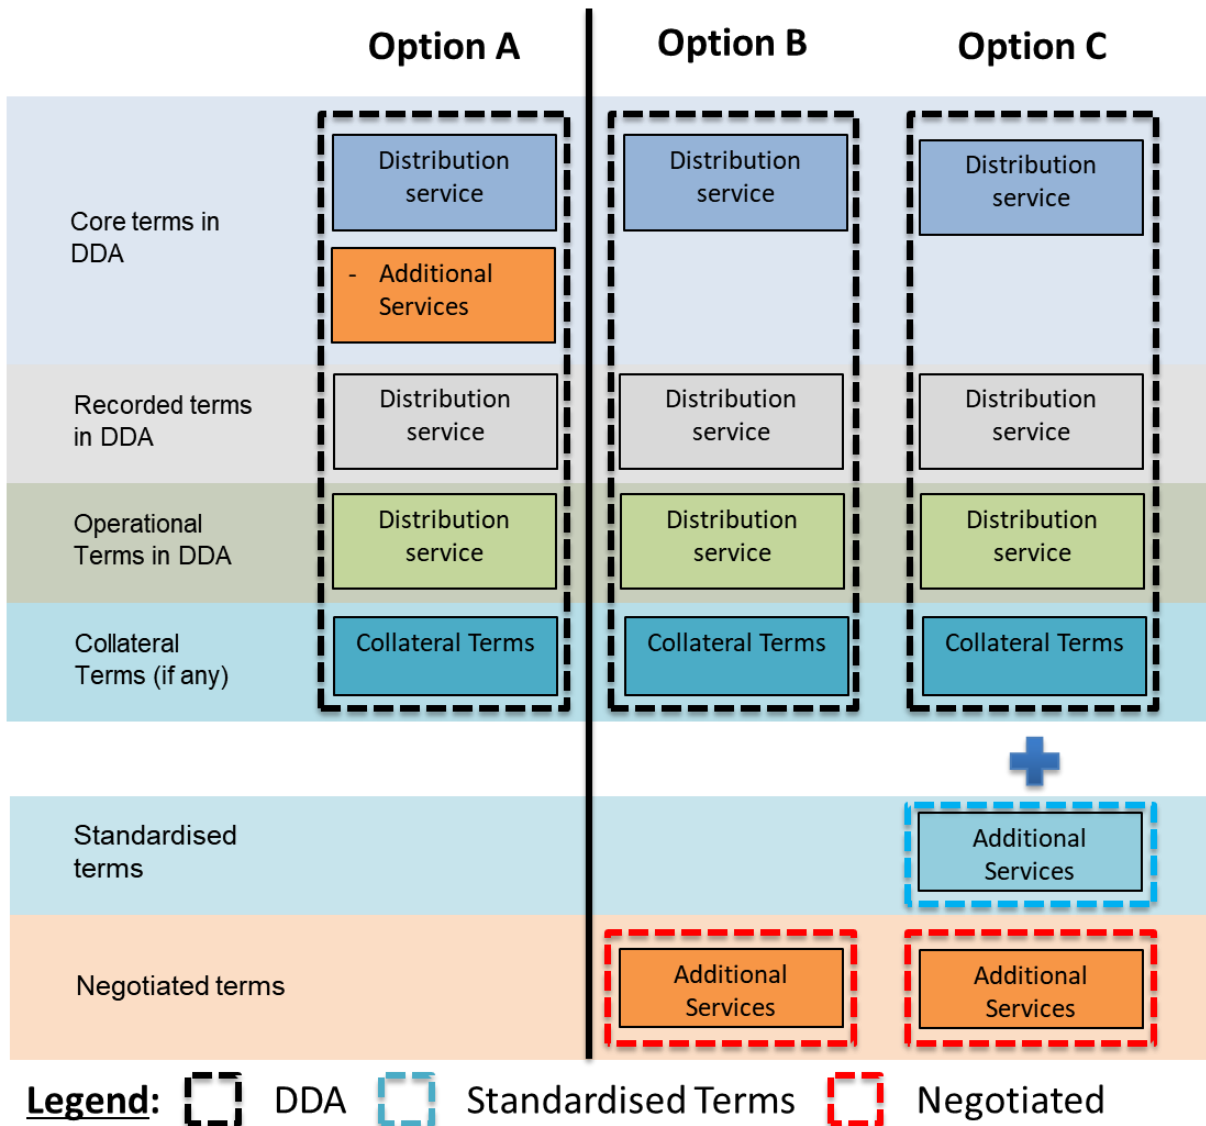 Option A
Option B
Option C
Core terms in
DDA
Distribution
service
Distribution
service
Distribution
service
- Additional
Services
Recorded terms
in DDA
Distribution
service
Distribution
service
Distribution
service
Operational
Terms in DDA
Distribution
service
Distribution
service
Distribution
service
Collateral
Terms (if any)
Collateral Terms
Collateral Terms
Collateral Terms
Standardised
terms
Additional
Services
Negotiated terms
Additional
Services
Additional
Services
Legend:
DDA
Standardised Terms
Negotiated